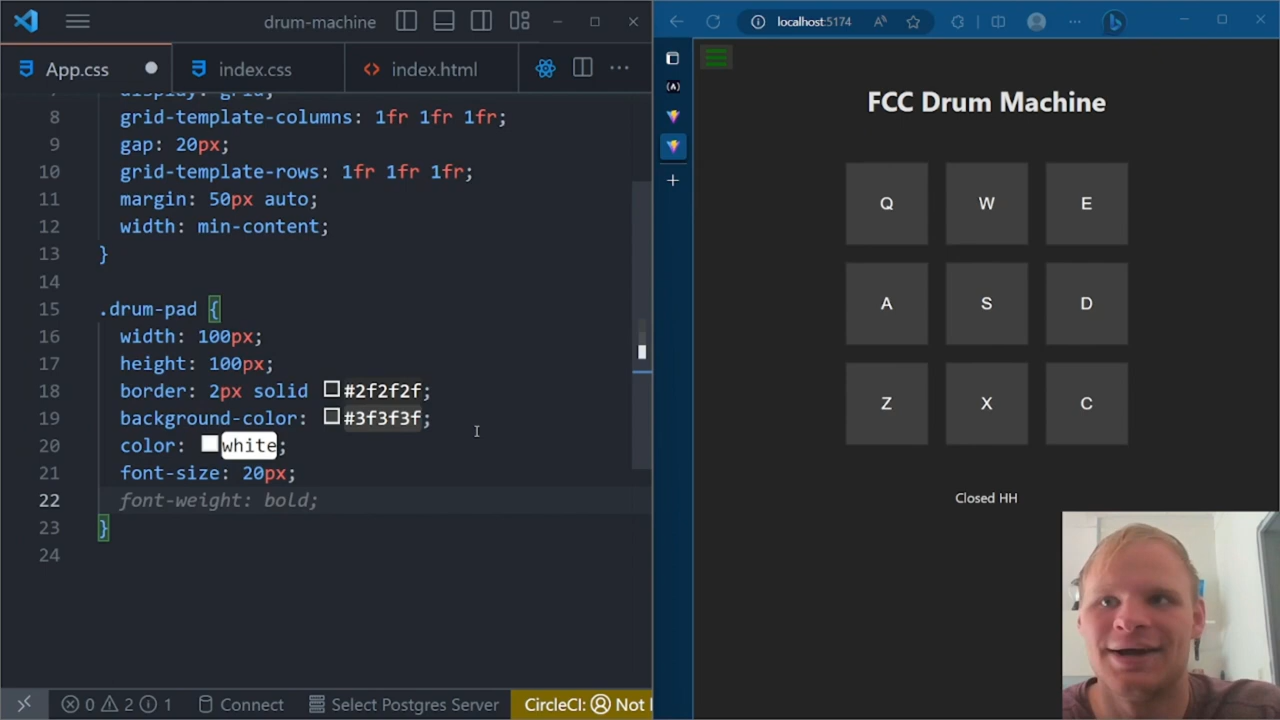 drum-machine
App.css
index.css
index.html
7 display: grid;
8 grid-template-columns: 1fr 1fr 1fr;
9 gap: 20px;
10 grid-template-rows: 1fr 1fr 1fr;
11 margin: 50px auto;
12 width: min-content;
13 }
14
15 .drum-pad {
16 width: 100px;
17 height: 100px;
18 border: 2px solid #2f2f2f;
19 background-color: #3f3f3f;
20 color: white;
21 font-size: 20px;
22 font-weight: bold;
23 }
24
0 2 1 Connect Select Postgres Server CircleCI: Not l
localhost:5174
FCC Drum Machine
Q W E
A S D
Z X C
Closed HH